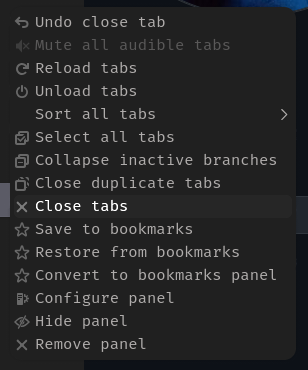 Undo close tab
Mute all audible tabs
Reload tabs
Unload tabs
Sort all tabs
Select all tabs
Collapse inactive branches
Close duplicate tabs
Close tabs
Save to bookmarks
Restore from bookmarks
Convert to bookmarks panel
Configure panel
Hide panel
Remove panel